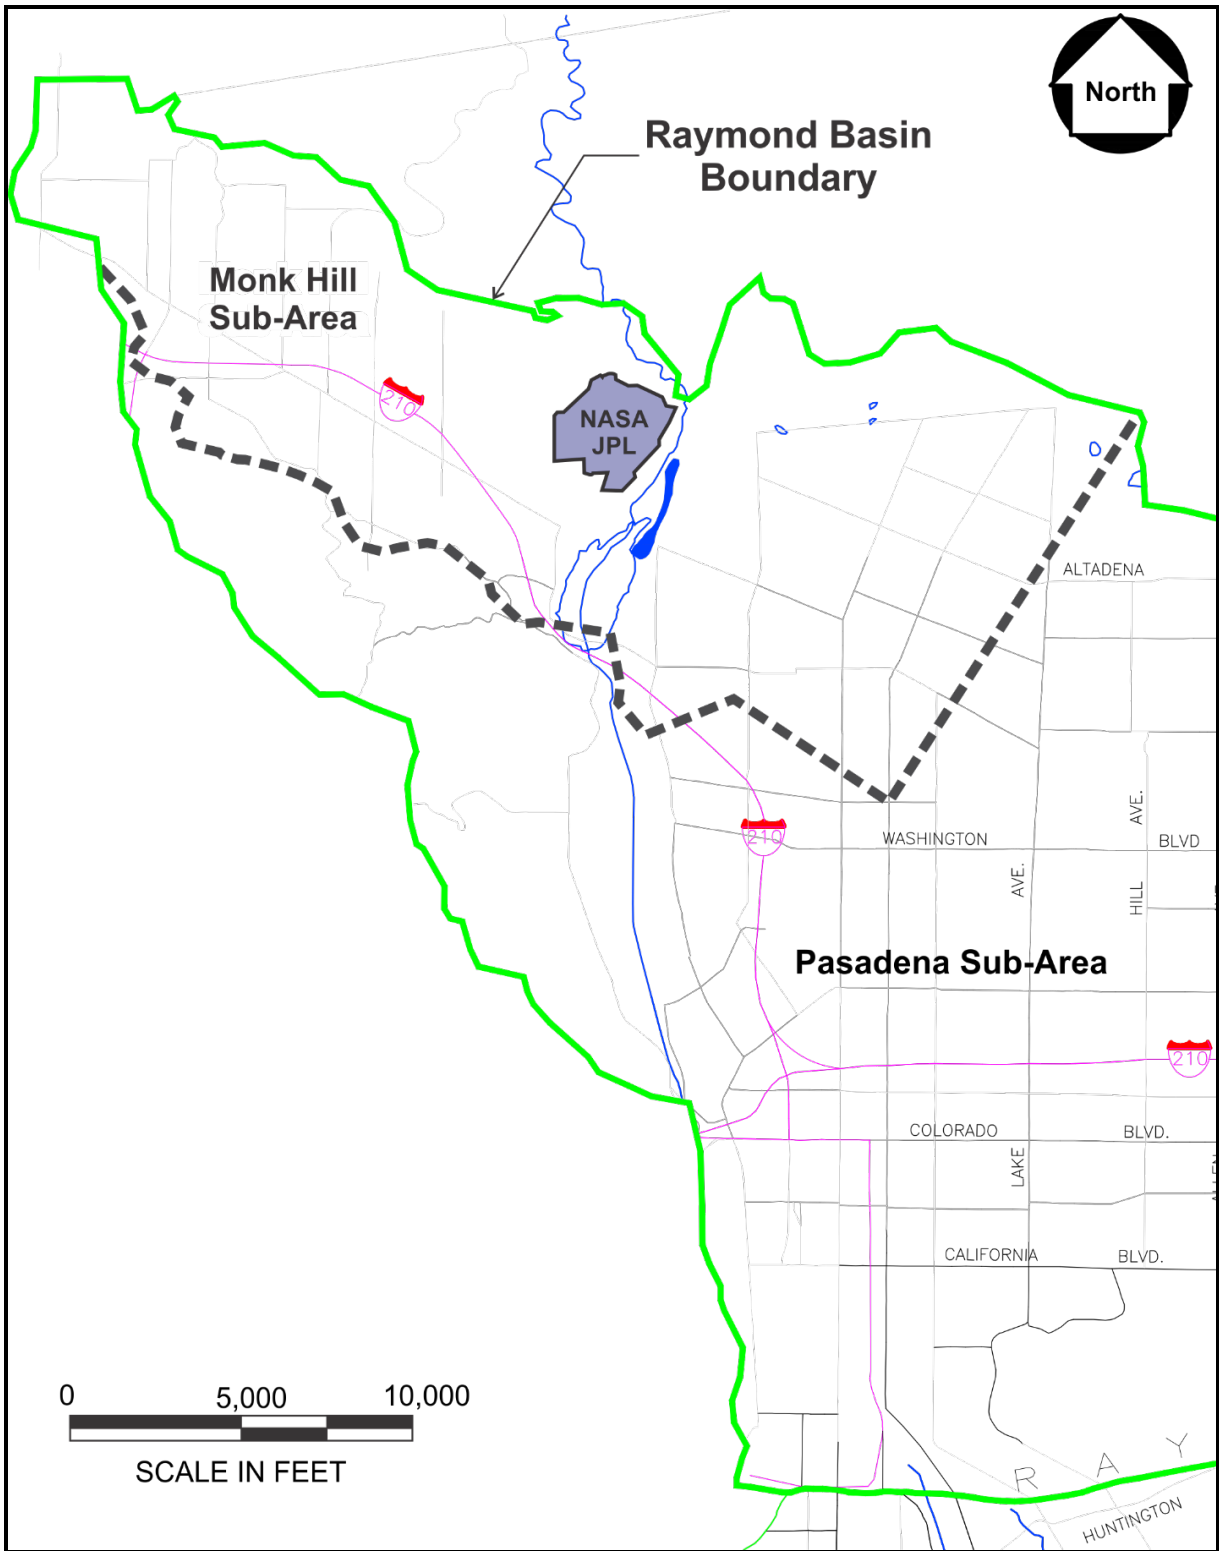 North
Raymond Basin
Boundary
Monk Hill
Sub-Area
210
NASA
JPL
ALTADENA
AVE.
210
WASHINGTON
BLVD
AVE.
HILL
Pasadena Sub-Area
210
COLORADO
BLVD.
LAKE
CALIFORNIA
BLVD.
0
5,000
10,000
SCALE IN FEET
R A Y
HUNTINGTON